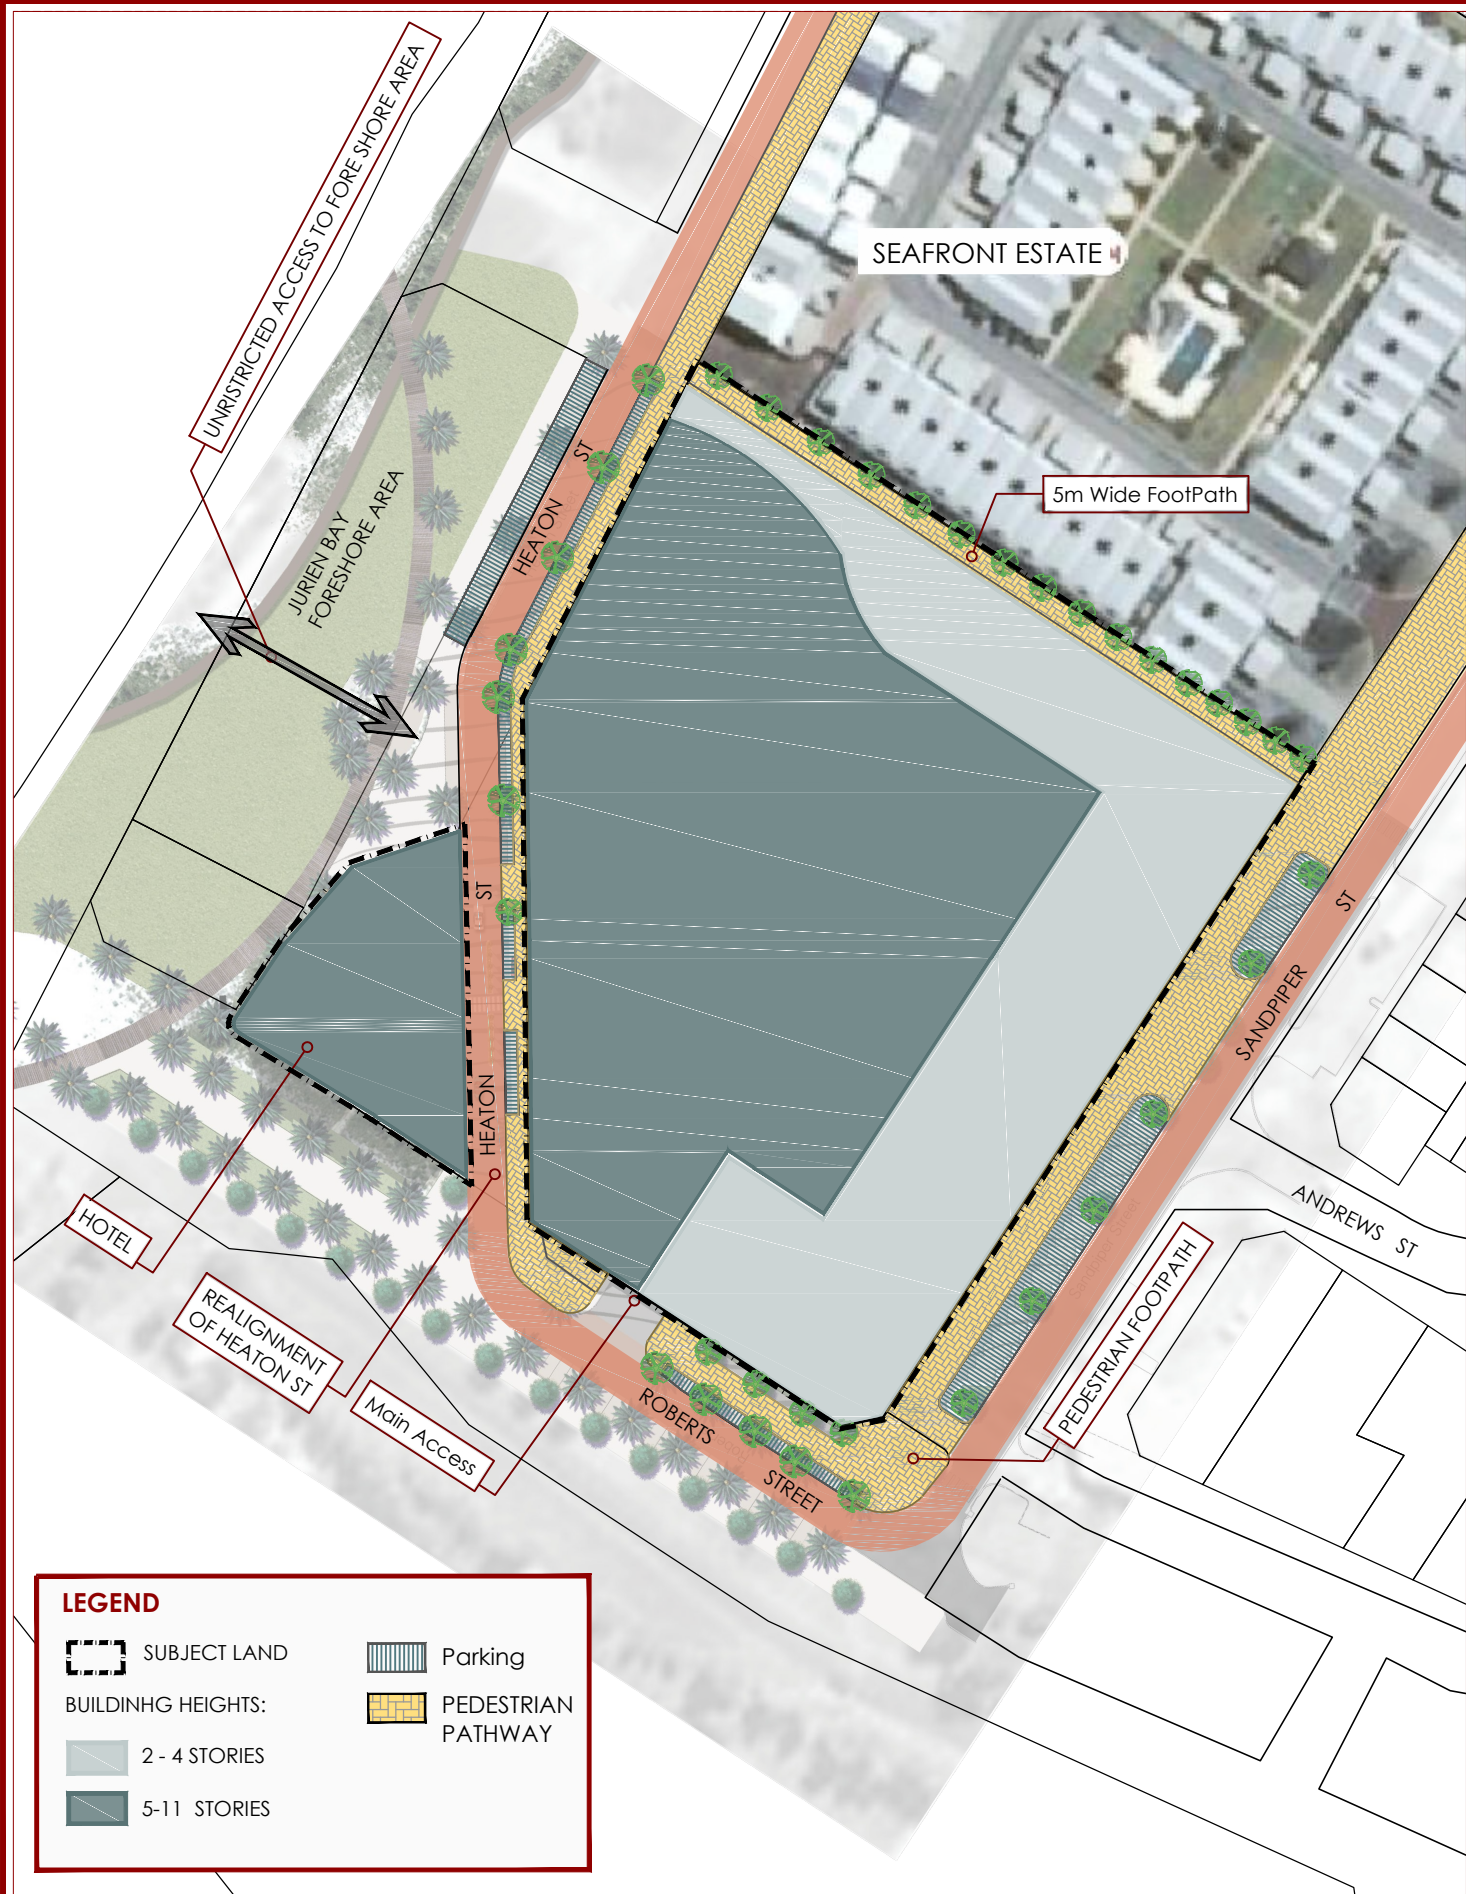 UNRISTRICTED ACCESS TO FORE SHORE AREA
SEAFRONT ESTATE
5m Wide FootPath
HEATON ST
JURIEN BAY
FORESHORE AREA
HEATON ST
SANDPIPER ST
ANDREWS ST
HOTEL
REALIGNMENT
OF HEATON ST
Main Access
PEDESTRIAN FOOTPATH
ROBERTS STREET
LEGEND
SUBJECT LAND
BUILDINHG HEIGHTS:
2 - 4 STORIES
5-11 STORIES
Parking
PEDESTRIAN
PATHWAY